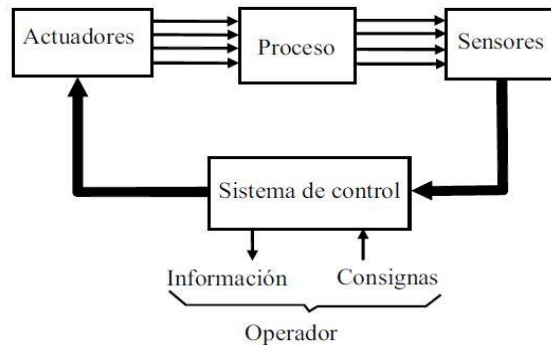 Actuadores
Proceso
Sensores
Sistema de control
Información
Consignas
Operador